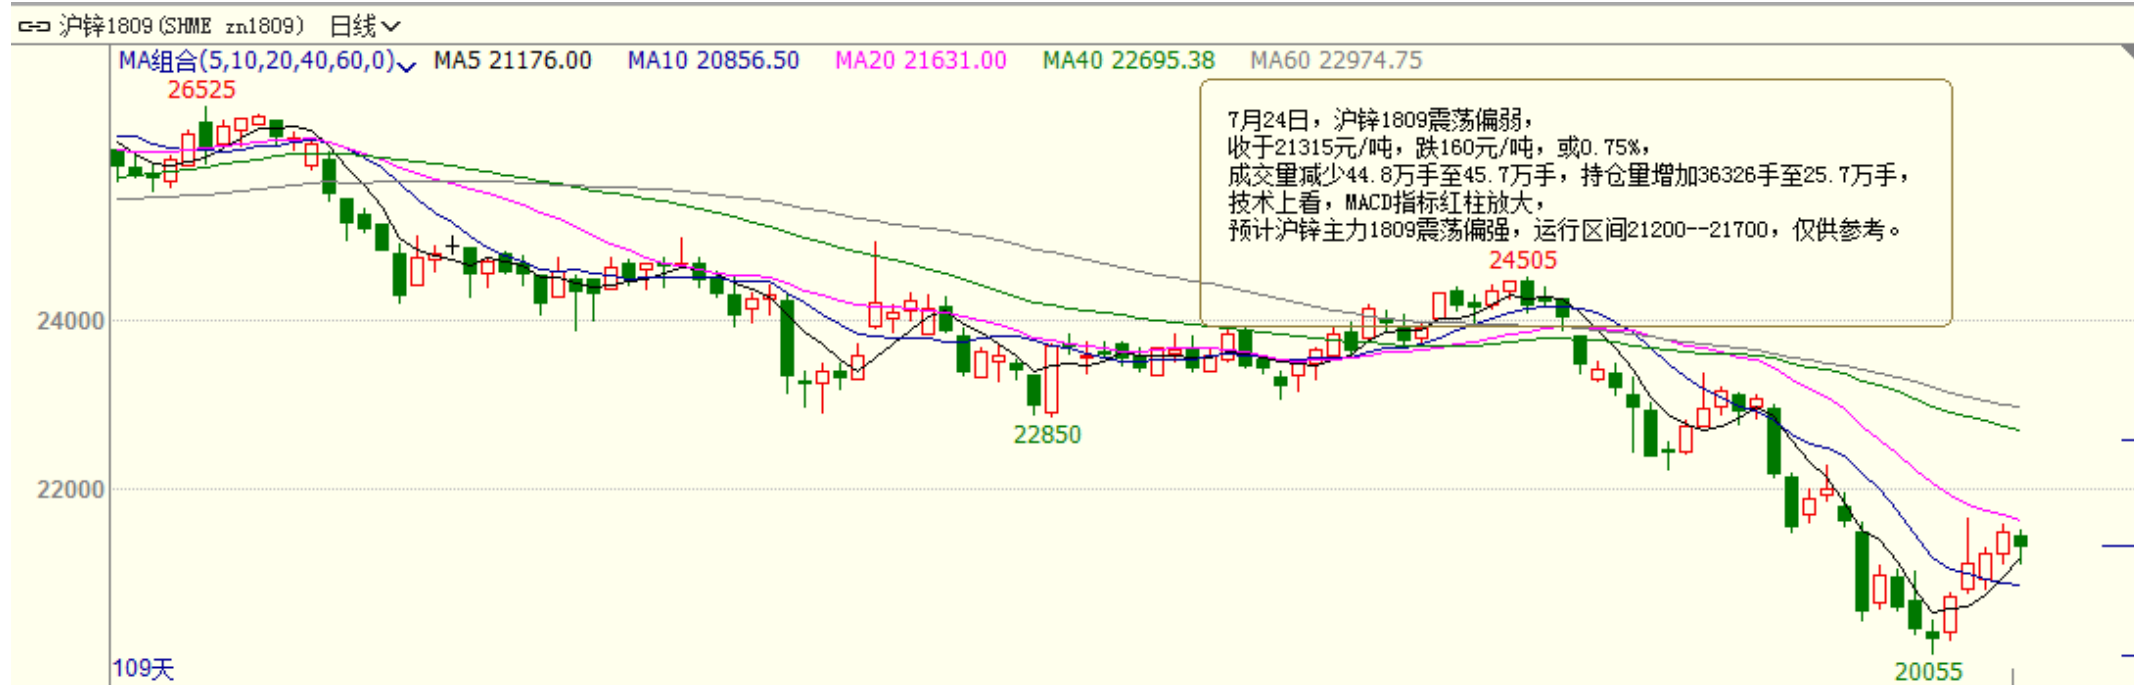 沪锌1809(SHME zn1809) 日线
MA组合(5,10,20,40,60,0) MA5 21176.00 MA10 20856.50 MA20 21631.00 MA40 22695.38 MA60 22974.75
26525
7月24日，沪锌1809震荡偏弱，
收于21315元/吨，跌160元/吨，或0.75%，
成交量减少44.8万手至45.7万手，持仓量增加36326手至25.7万手，
技术上看，MACD指标红柱放大，
预计沪锌主力1809震荡偏强，运行区间21200--21700，仅供参考。
24505
24000
22850
22000
20055
109天